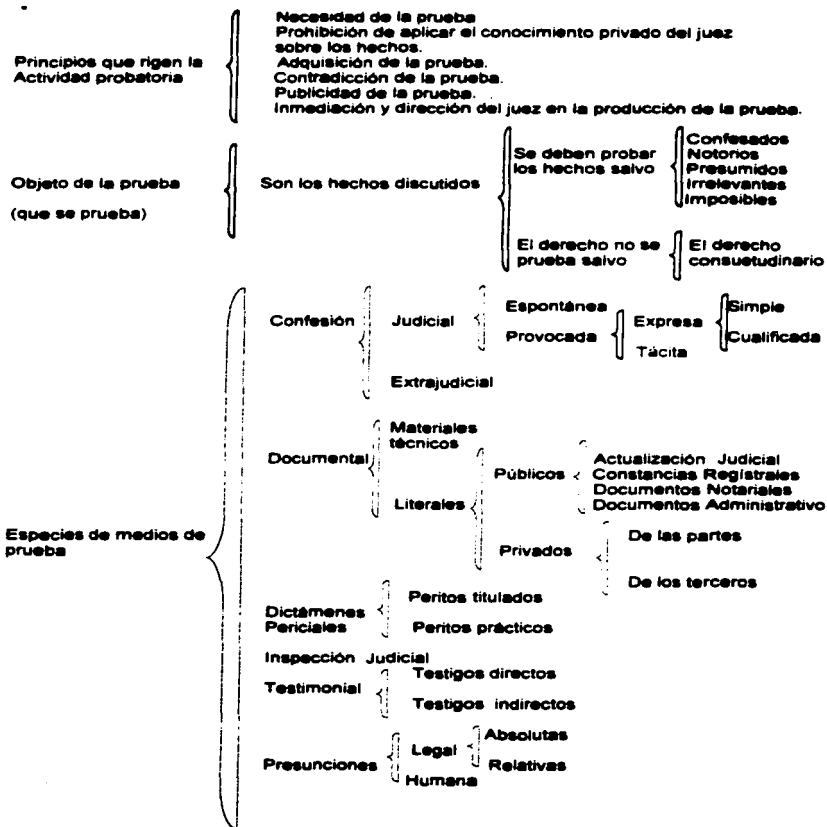 Principios que rigen la
Actividad probatoria
Necesidad de la prueba
Prohibición de aplicar el conocimiento privado del juez
sobre los hechos.
Adquisición de la prueba.
Contradicción de la prueba.
Publicidad de la prueba.
Inmediación y dirección del juez en la producción de la prueba.
Objeto de la prueba
(que se prueba)
Son los hechos discutidos
Se deben probar
los hechos salvo
Confesados
Notorios
Presumidos
Irrelevantes
Imposibles
El derecho no se
prueba salvo
El derecho
consuetudinario
Especies de medios de
prueba
Confesión
Judicial
Espontánea
Provocada
Expresa
Simple
Cualificada
Tácita
Extrajudicial
Documental
Materiales
técnicos
Literales
Públicos
Actualización Judicial
Constancias Regístrales
Documentos Notariales
Documentos Administrativo
Privados
De las partes
De los terceros
Dictámenes
Periciales
Peritos titulados
Peritos prácticos
Inspección Judicial
Testimonial
Testigos directos
Testigos indirectos
Presunciones
Legal
Absolutas
Relativas
Humana